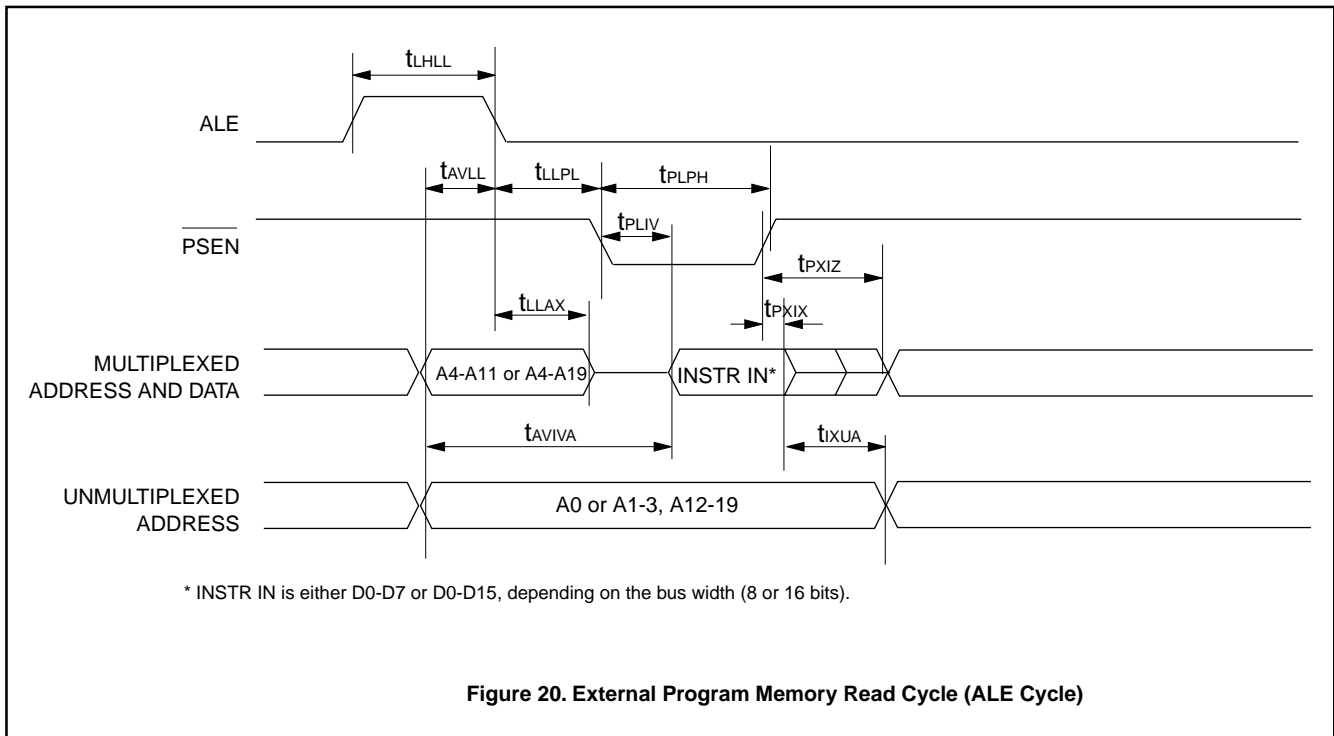 tLHLL
ALE
tAVLL tLLPL tPLPH
PSEN
tPLIV
tPXIZ
tLLAX
tPXIX
MULTIPLEXED
ADDRESS AND DATA
A4-A11 or A4-A19
INSTR IN*
tAVIVA
tIXUA
UNMULTIPLEXED
ADDRESS
A0 or A1-3, A12-19
* INSTR IN is either D0-D7 or D0-D15, depending on the bus width (8 or 16 bits).
Figure 20. External Program Memory Read Cycle (ALE Cycle)